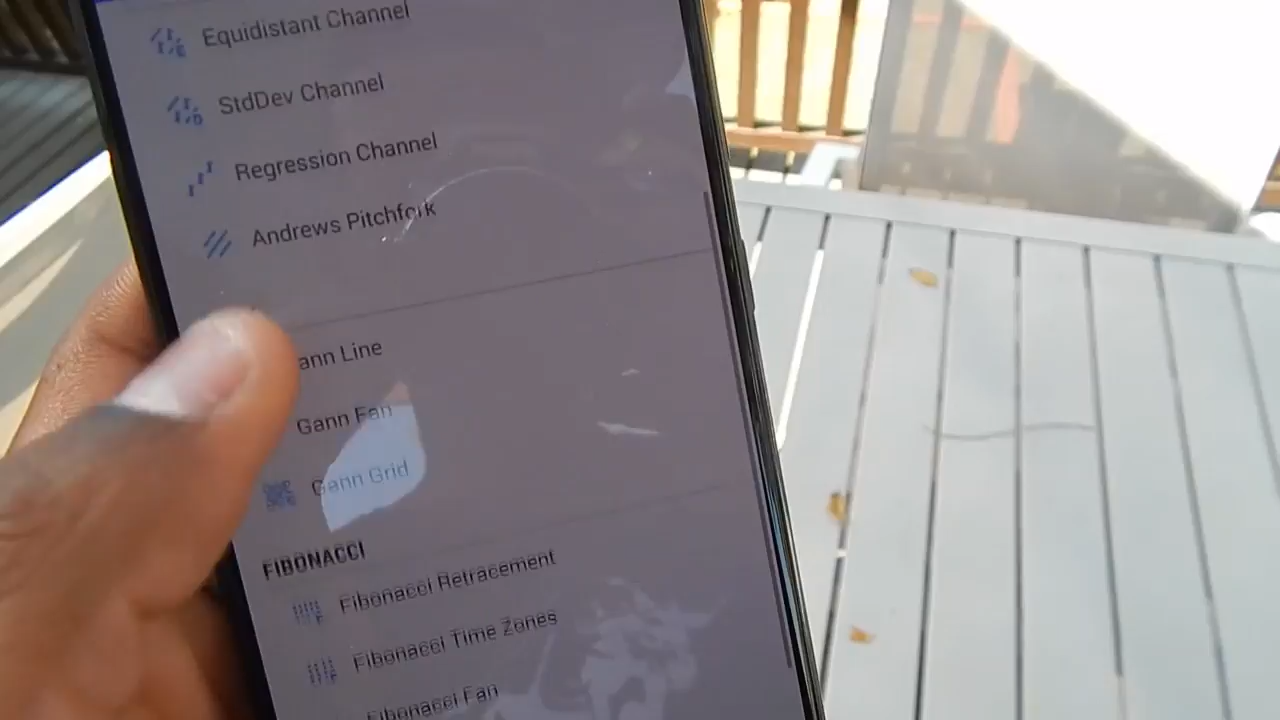 Equidistant Channel
StdDev Channel
Regression Channel
Andrews Pitchfork
ann Line
Gann Fan
Gann Grid
FIBONACCI
Fibonacci Retracement
Fibonacci Time Zones
Fibonacci Fan